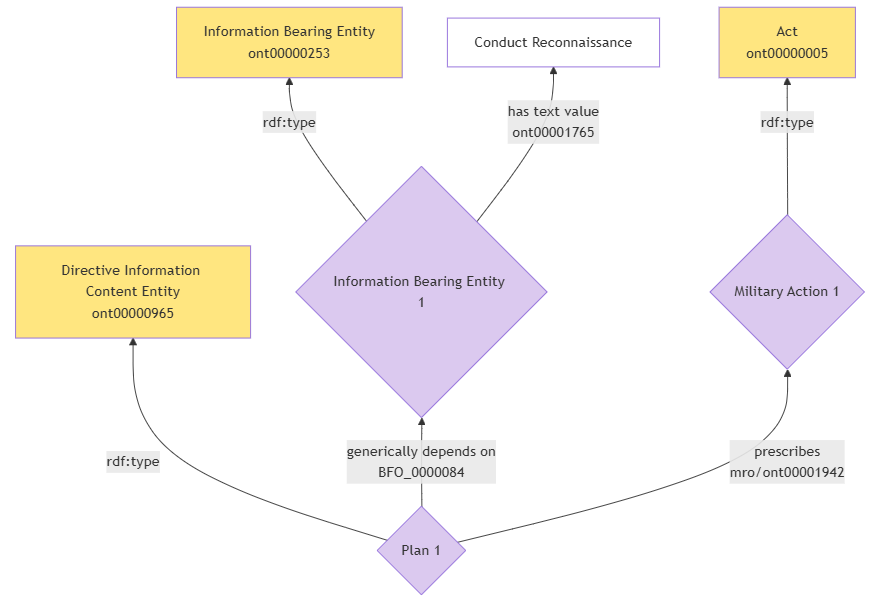 Information Bearing Entity
ont00000253
Conduct Reconnaissance
Act
ont00000005
rdf:type
has text value
ont00001765
rdf:type
Directive Information
Content Entity
ont00000965
Information Bearing Entity
1
Military Action 1
rdf:type
generically depends on
BFO_0000084
prescribes
mro/ont00001942
Plan 1